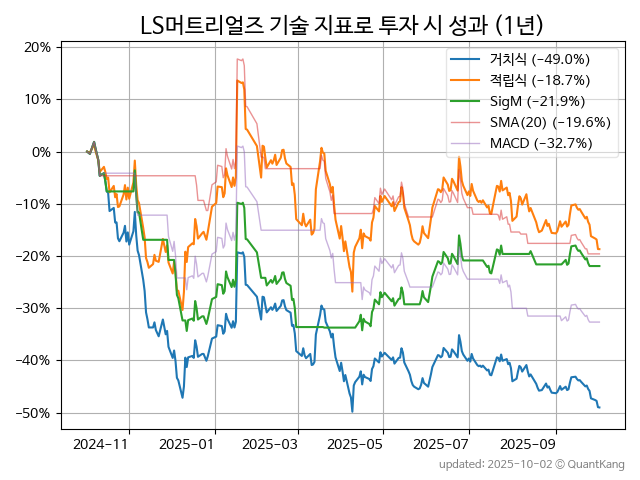 LS머트리얼즈 기술 지표로 투자 시 성과 (1년)
거치식 (−49.0%)
적립식 (−18.7%)
SigM (−21.9%)
SMA(20) (−19.6%)
MACD (−32.7%)
20%
10%
0%
−10%
−20%
−30%
−40%
−50%
2024-11 2025-01 2025-03 2025-05 2025-07 2025-09
updated: 2025-10-02 © QuantKang